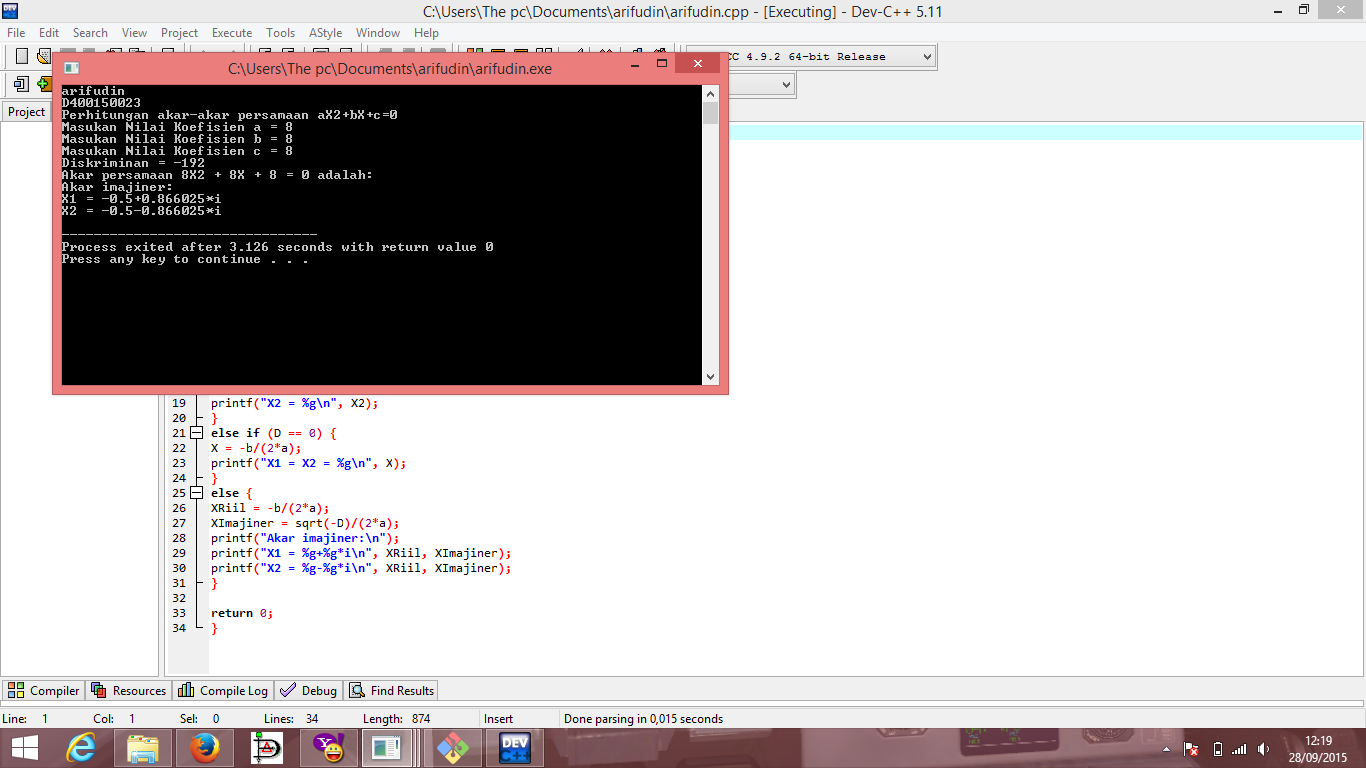 C:\Users\The pc\Documents\arifudin\arifudin.cpp - [Executing] - Dev-C++ 5.11
File Edit Search View Project Execute Tools AStyle Window Help
CC 4.9.2 64-bit Release
C:\Users\The pc\Documents\arifudin\arifudin.exe
Project
arifudin
D400150023
Perhitungan akar-akar persamaan aX2+bX+c=0
Masukan Nilai Koefisien a = 8
Masukan Nilai Koefisien b = 8
Masukan Nilai Koefisien c = 8
Diskriminan = -192
Akar persamaan 8X2 + 8X + 8 = 0 adalah:
Akar imajiner:
X1 = -0.5+0.866025*i
X2 = -0.5-0.866025*i
--------------------------------
Process exited after 3.126 seconds with return value 0
Press any key to continue . . .
19 printf("X2 = %g\n", X2);
20 }
21 else if (D == 0) {
22 X = -b/(2*a);
23 printf("X1 = X2 = %g\n", X);
24 }
25 else {
26 XRiil = -b/(2*a);
27 XImajiner = sqrt(-D)/(2*a);
28 printf("Akar imajiner:\n");
29 printf("X1 = %g+%g*i\n", XRiil, XImajiner);
30 printf("X2 = %g-%g*i\n", XRiil, XImajiner);
31 }
32
33 return 0;
34 }
Compiler Resources Compile Log Debug Find Results
Line: 1 Col: 1 Sel: 0 Lines: 34 Length: 874 Insert Done parsing in 0,015 seconds
DEV C++
12:19
28/09/2015